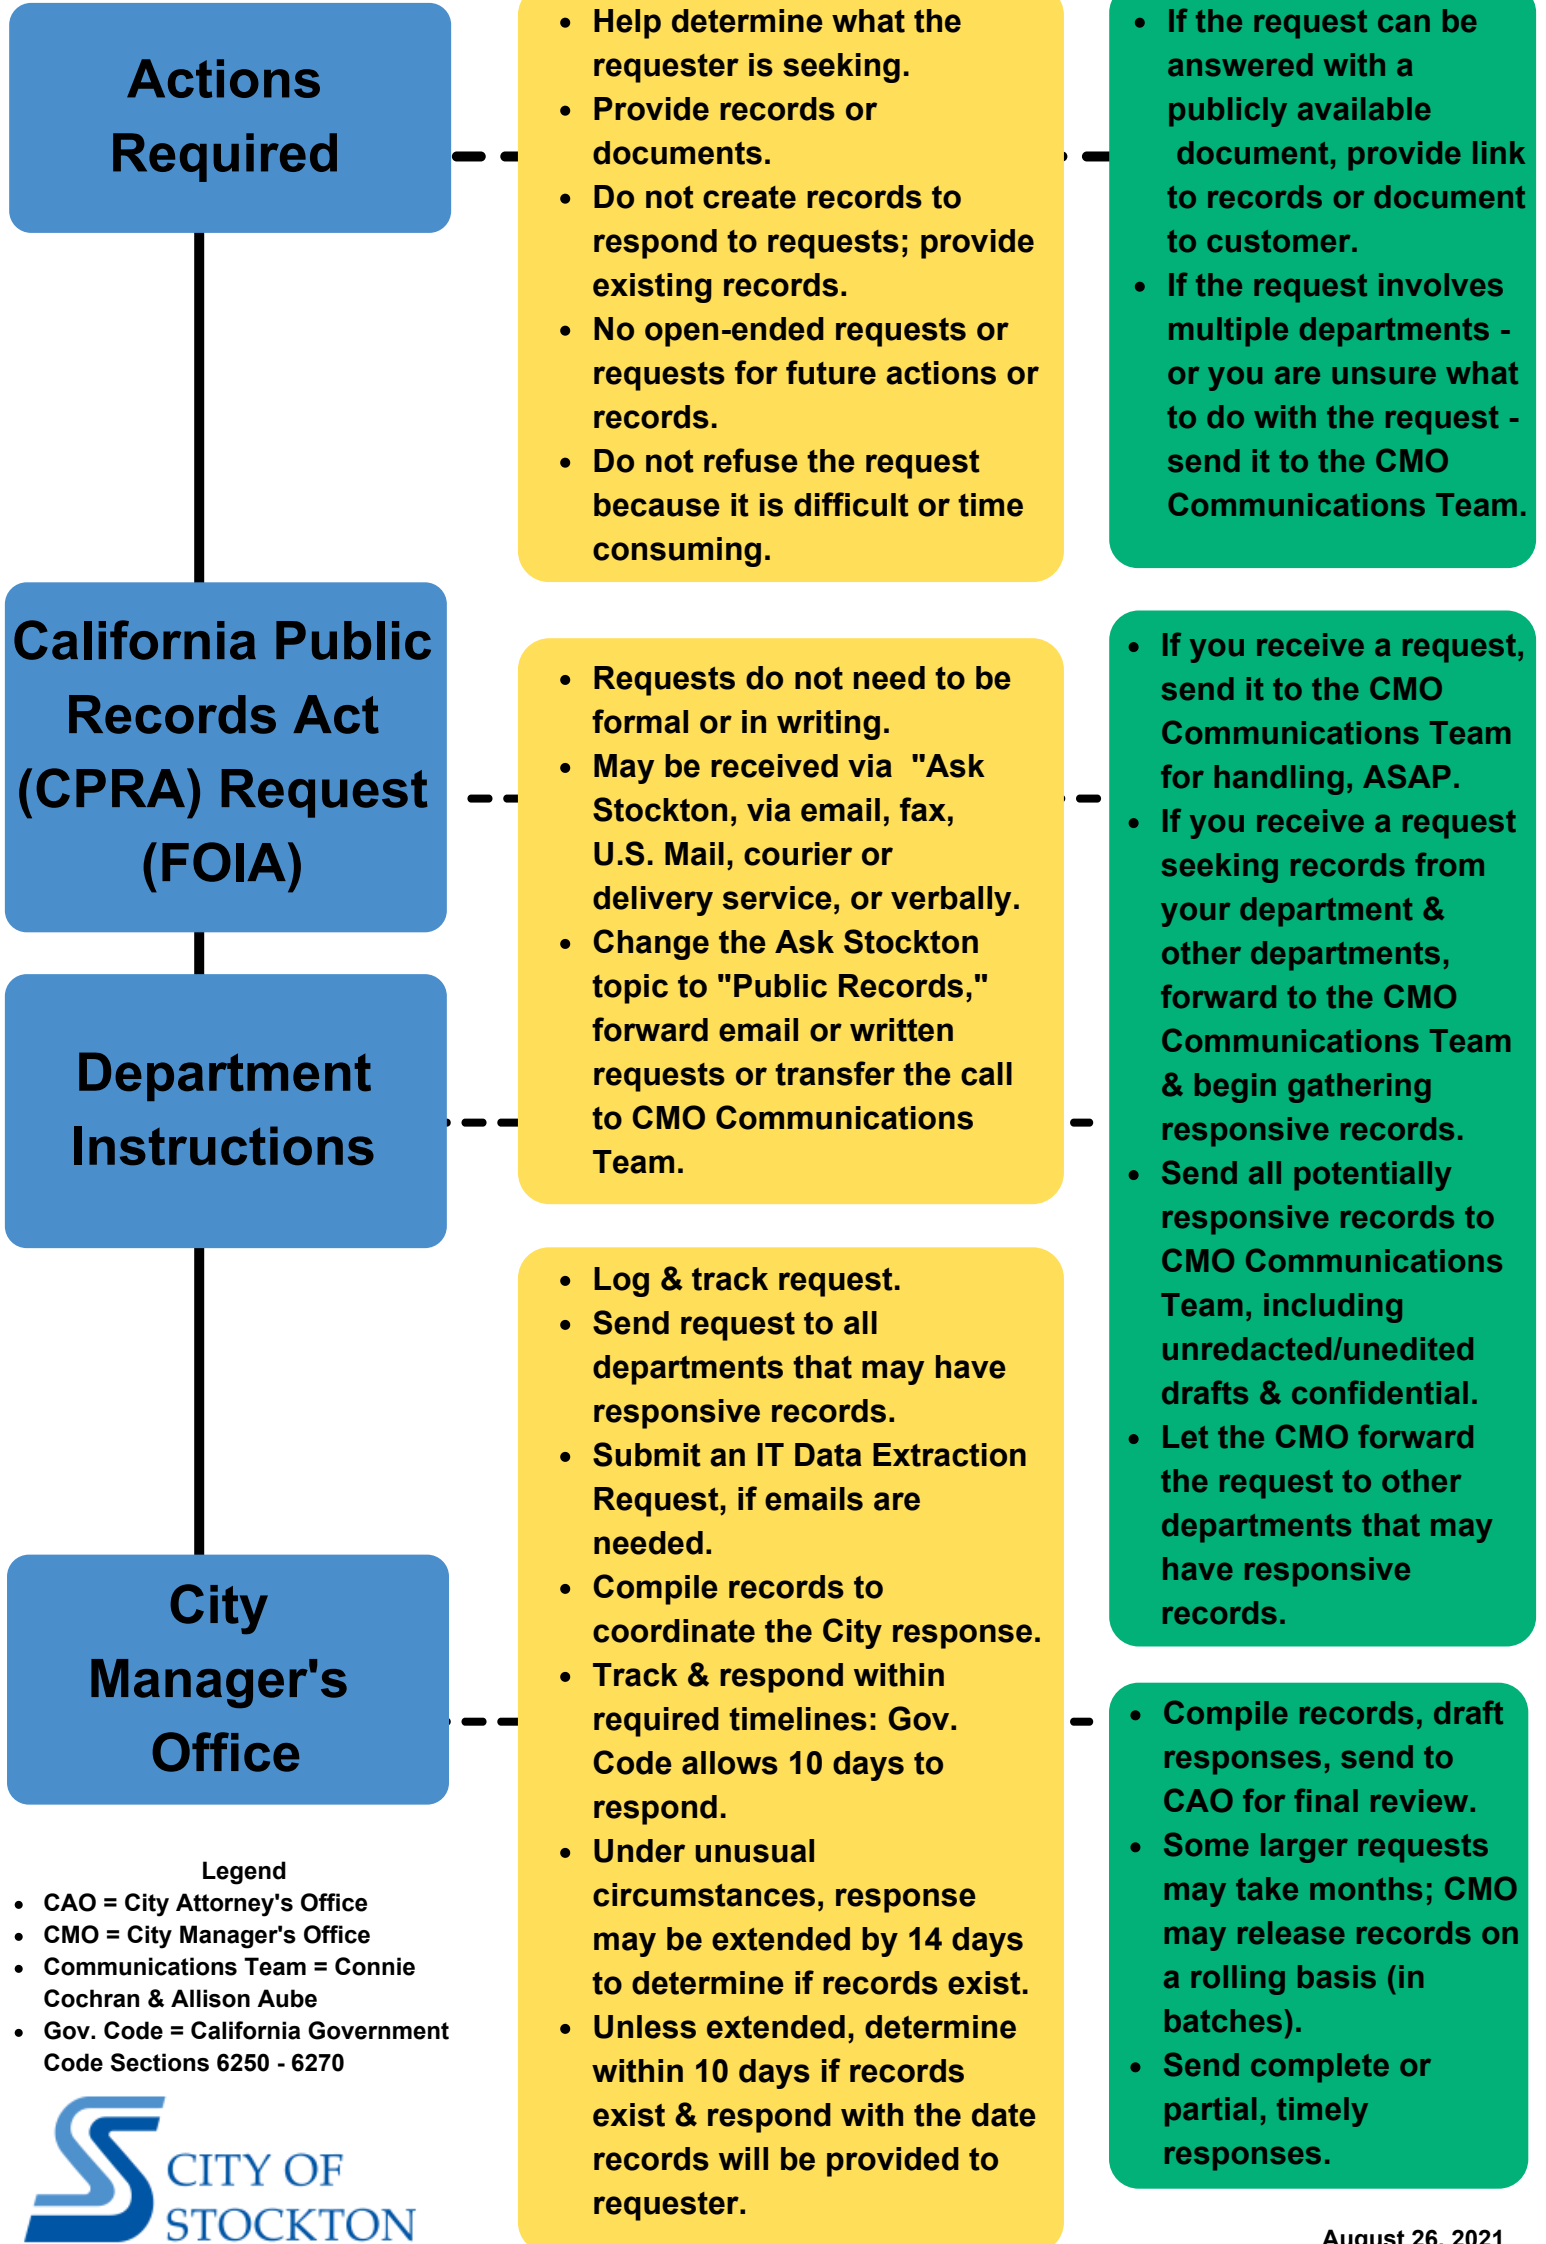 Actions
Required
• Help determine what the
requester is seeking.
• Provide records or
documents.
• Do not create records to
respond to requests; provide
existing records.
• No open-ended requests or
requests for future actions or
records.
• Do not refuse the request
because it is difficult or time
consuming.
• If the request can be
answered with a
publicly available
document, provide link
to records or document
to customer.
• If the request involves
multiple departments -
or you are unsure what
to do with the request -
send it to the CMO
Communications Team.
California Public
Records Act
(CPRA) Request
(FOIA)
• Requests do not need to be
formal or in writing.
• May be received via "Ask
Stockton, via email, fax,
U.S. Mail, courier or
delivery service, or verbally.
• Change the Ask Stockton
topic to "Public Records,"
forward email or written
requests or transfer the call
to CMO Communications
Team.
• If you receive a request,
send it to the CMO
Communications Team
for handling, ASAP.
• If you receive a request
seeking records from
your department &
other departments,
forward to the CMO
Communications Team
& begin gathering
responsive records.
• Send all potentially
responsive records to
CMO Communications
Team, including
unredacted/unedited
drafts & confidential.
• Let the CMO forward
the request to other
departments that may
have responsive
records.
Department
Instructions
City
Manager's
Office
• Log & track request.
• Send request to all
departments that may have
responsive records.
• Submit an IT Data Extraction
Request, if emails are
needed.
• Compile records to
coordinate the City response.
• Track & respond within
required timelines: Gov.
Code allows 10 days to
respond.
• Under unusual
circumstances, response
may be extended by 14 days
to determine if records exist.
• Unless extended, determine
within 10 days if records
exist & respond with the date
records will be provided to
requester.
• Compile records, draft
responses, send to
CAO for final review.
• Some larger requests
may take months; CMO
may release records on
a rolling basis (in
batches).
• Send complete or
partial, timely
responses.
Legend
• CAO = City Attorney's Office
• CMO = City Manager's Office
• Communications Team = Connie
Cochran & Allison Aube
• Gov. Code = California Government
Code Sections 6250 - 6270
CITY OF
STOCKTON
August 26, 2021